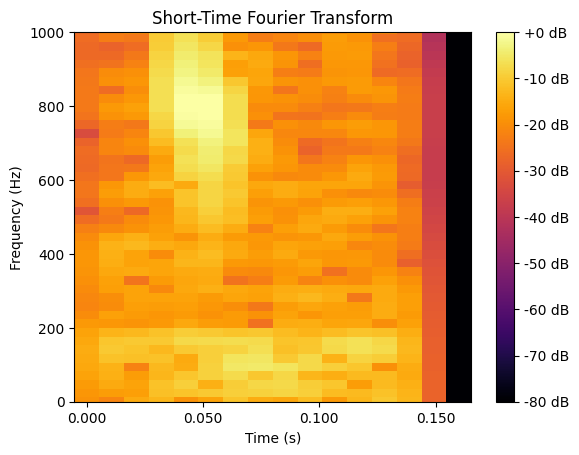 Short-Time Fourier Transform
1000
800
600
400
200
0
Frequency (Hz)
0.000
0.050
0.100
0.150
Time (s)
+0 dB
-10 dB
-20 dB
-30 dB
-40 dB
-50 dB
-60 dB
-70 dB
-80 dB